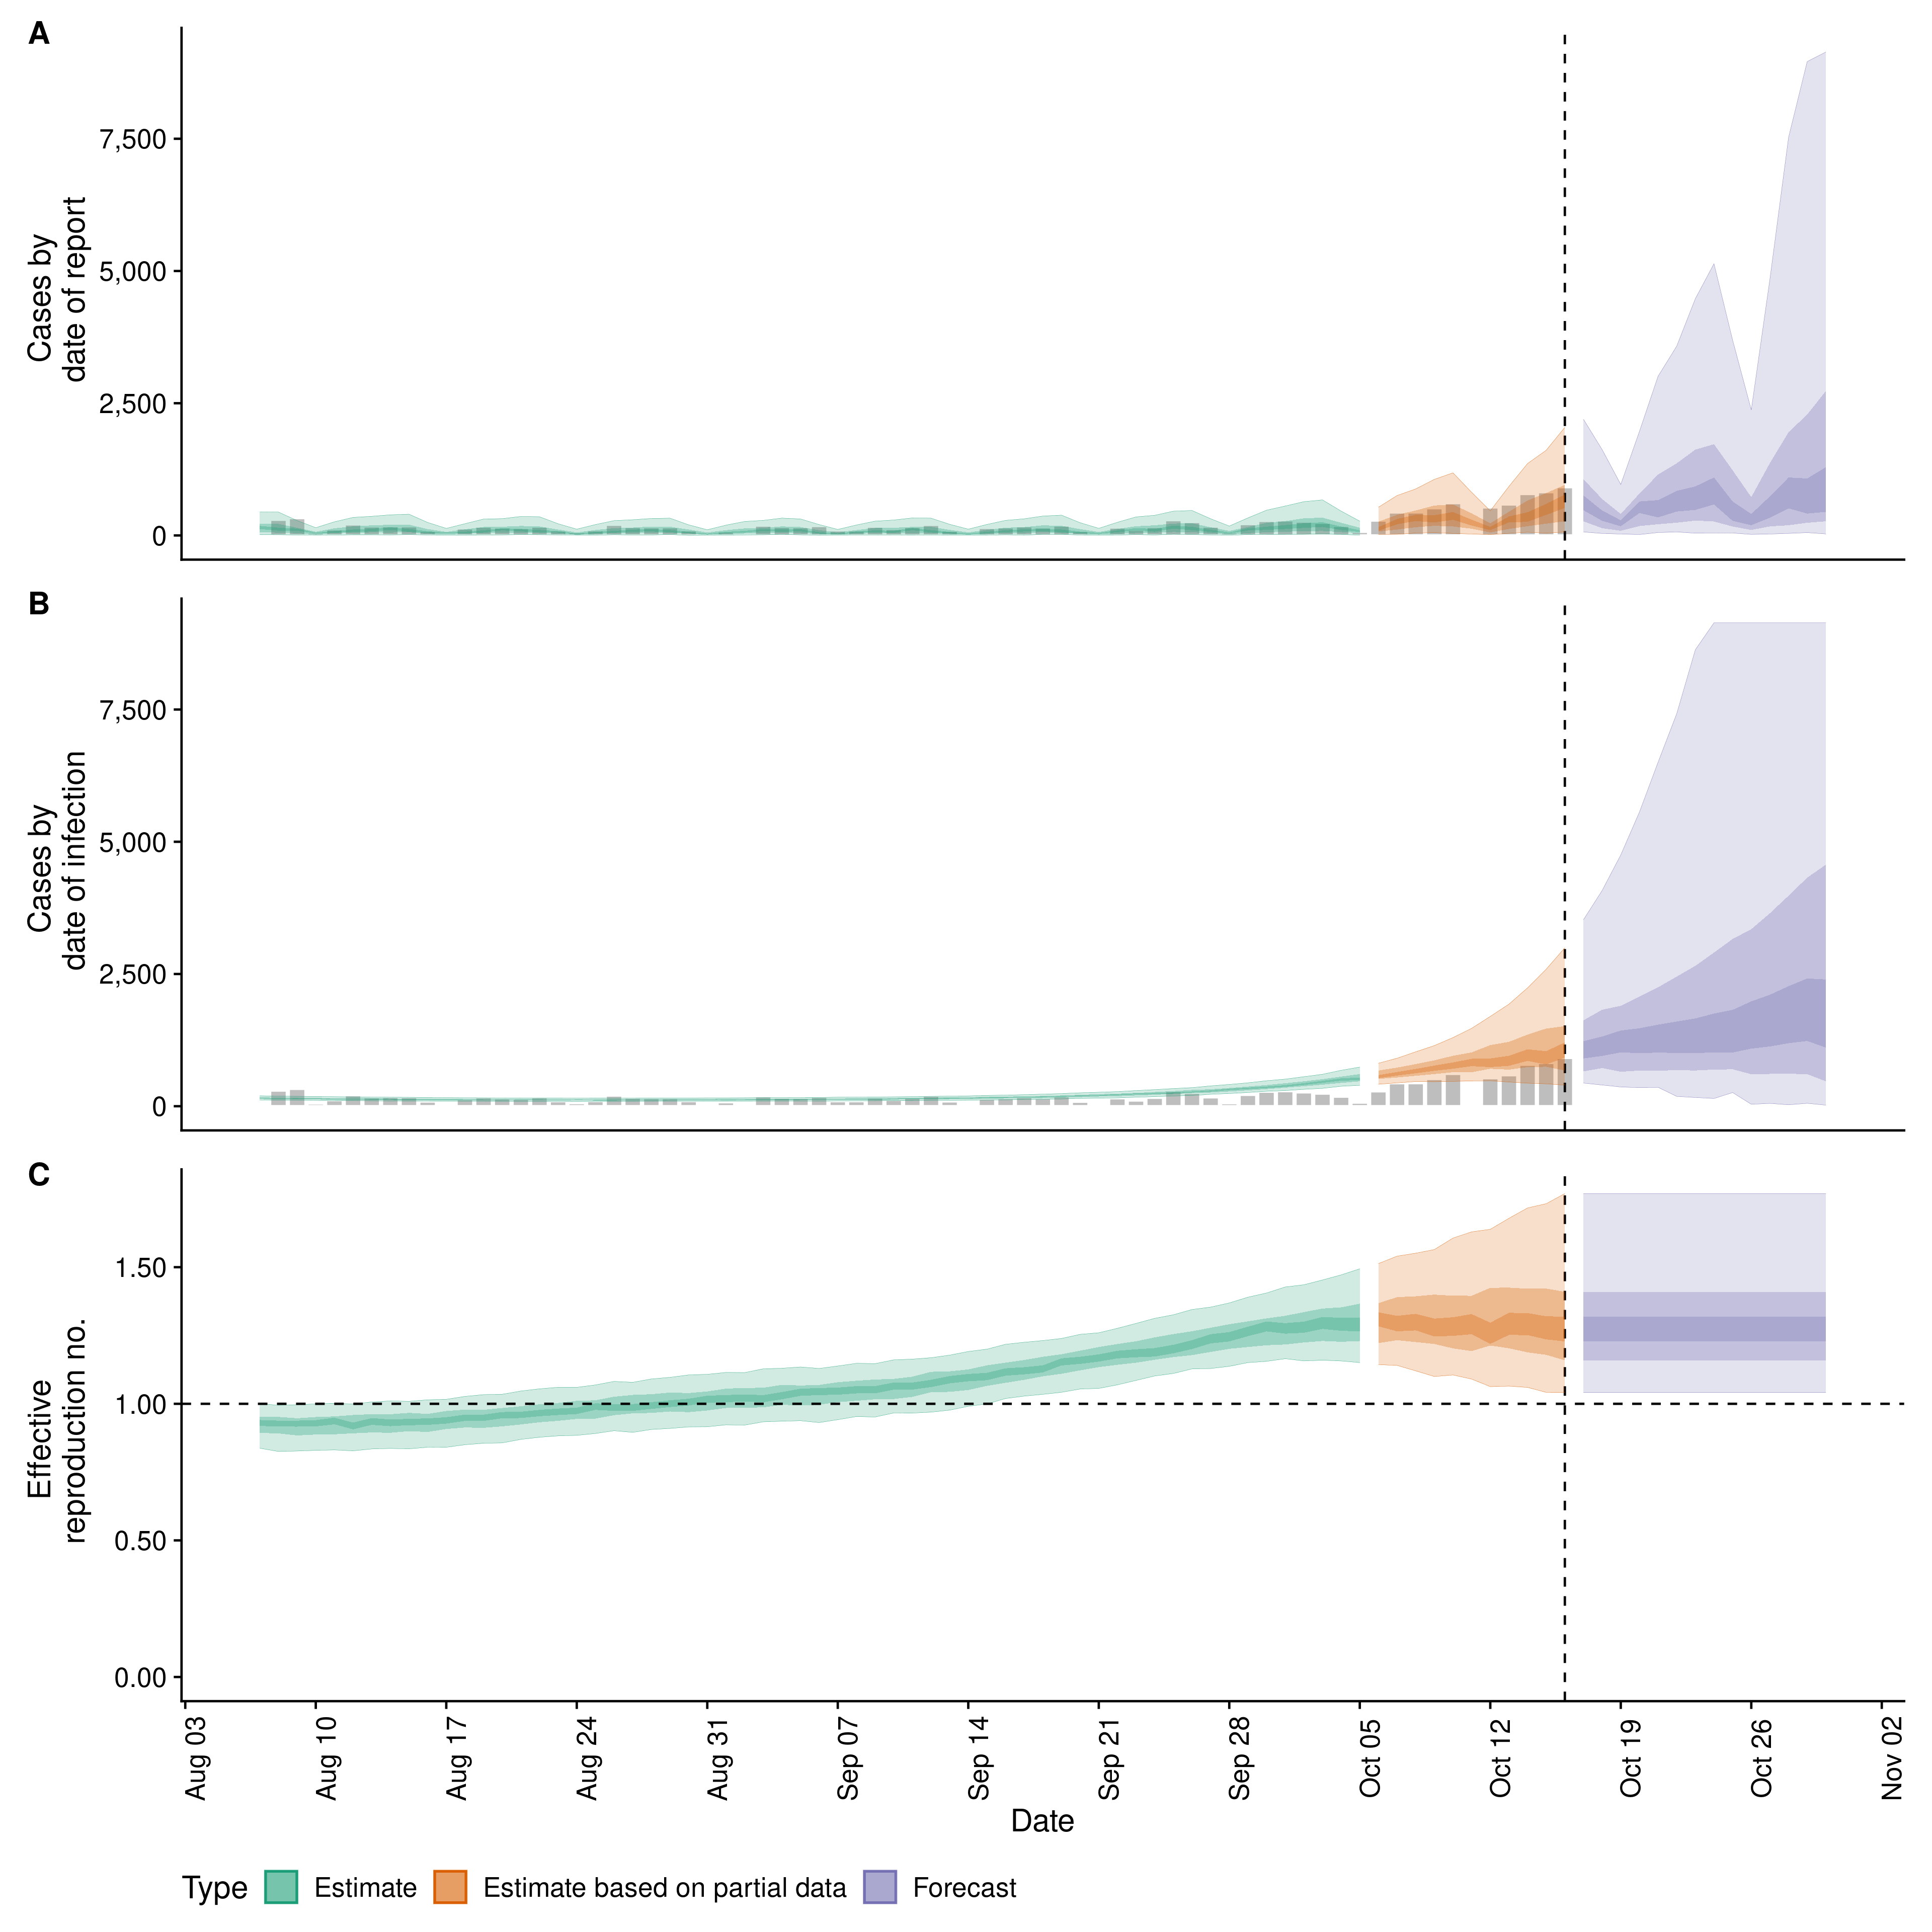 A
Cases by
date of report
7,500
5,000
2,500
0
B
Cases by
date of infection
7,500
5,000
2,500
0
C
Effective
reproduction no.
1.50
1.00
0.50
0.00
Aug 03
Aug 10
Aug 17
Aug 24
Aug 31
Sep 07
Sep 14
Sep 21
Sep 28
Oct 05
Oct 12
Oct 19
Oct 26
Nov 02
Date
Type Estimate Estimate based on partial data Forecast